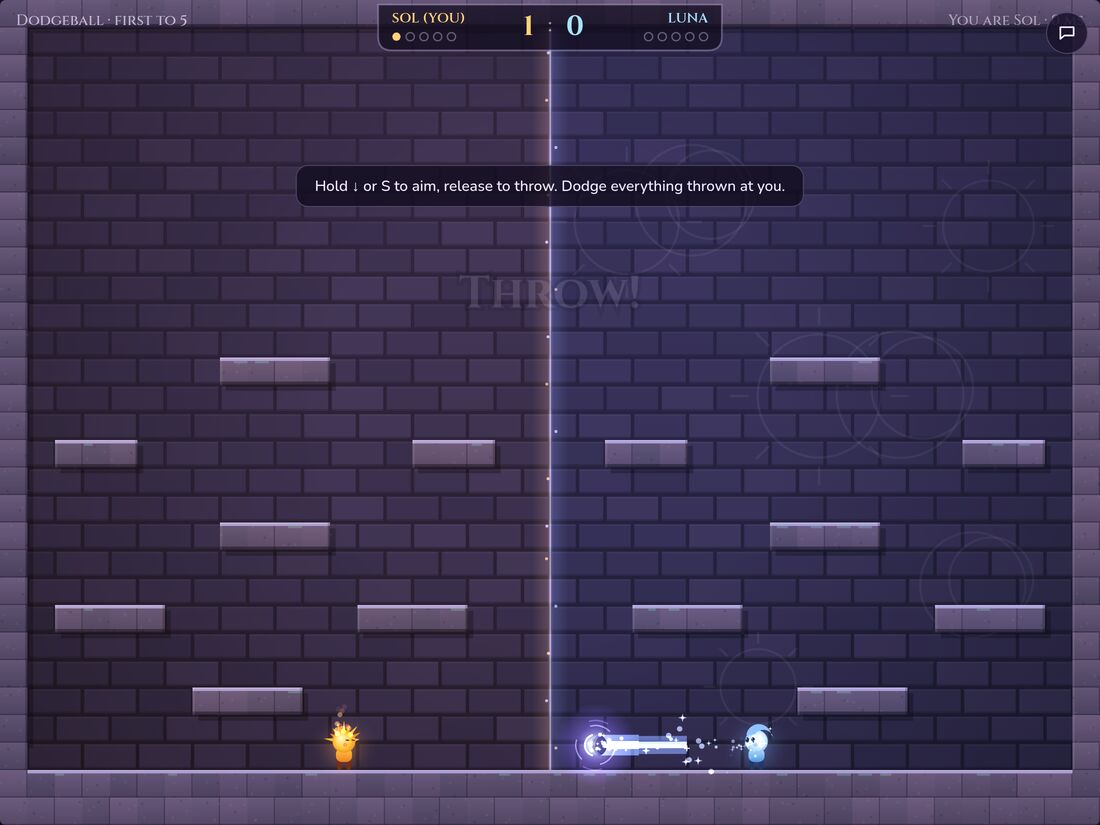 Dodgeball · first to 5
SOL (YOU)
1 : 0
LUNA
You are Sol ·
Hold ↓ or S to aim, release to throw. Dodge everything thrown at you.
Throw!